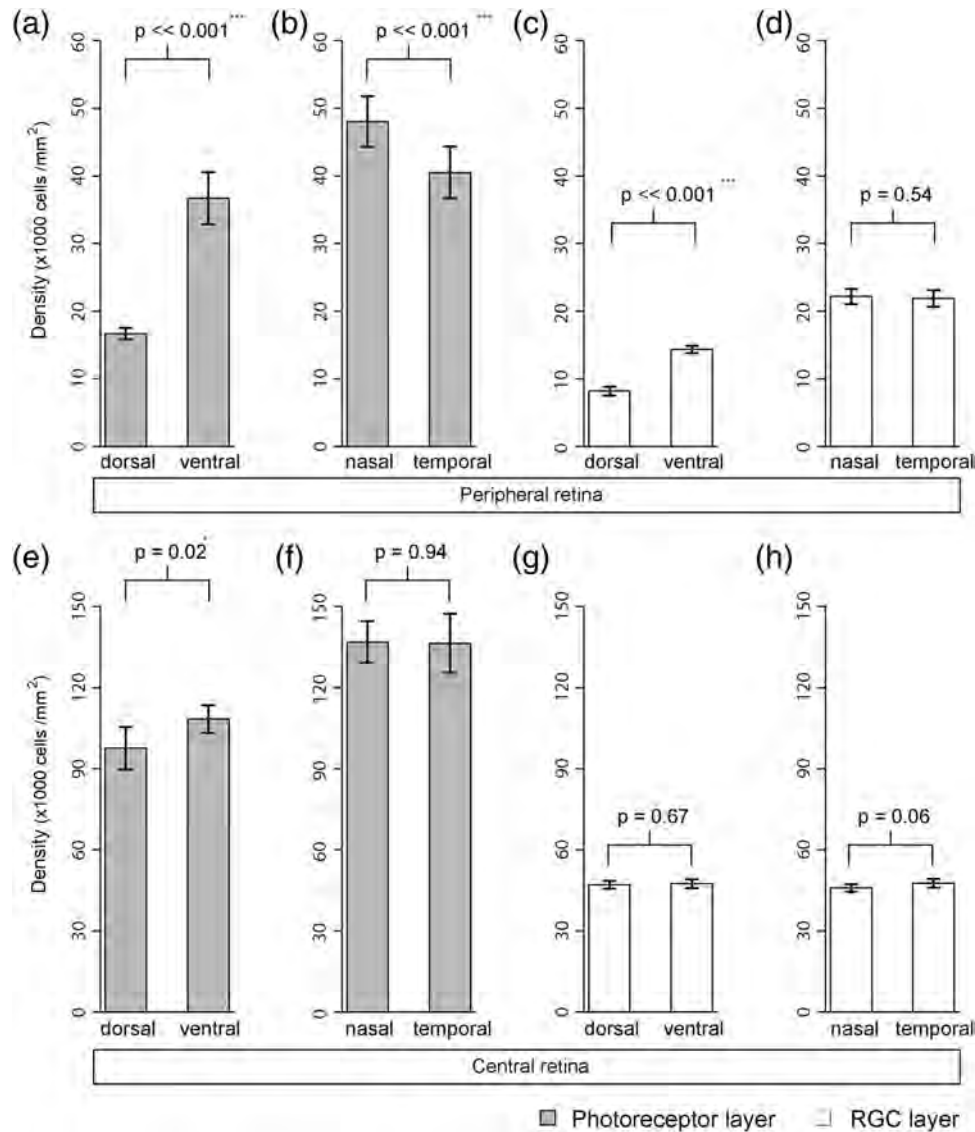 (a) (b) (c) (d)
p << 0.001 *** p << 0.001 ***
p << 0.001 *** p = 0.54
Density (x1000 cells /mm²)
0 10 20 30 40 50 60
0 10 20 30 40 50 60
0 10 20 30 40 50 60
0 10 20 30 40 50 60
dorsal ventral nasal temporal dorsal ventral nasal temporal
Peripheral retina
(e) (f) (g) (h)
p = 0.02 * p = 0.94
p = 0.67 p = 0.06
Density (x1000 cells /mm²)
0 30 60 90 120 150
0 30 60 90 120 150
0 30 60 90 120 150
0 30 60 90 120 150
dorsal ventral nasal temporal dorsal ventral nasal temporal
Central retina
Photoreceptor layer RGC layer